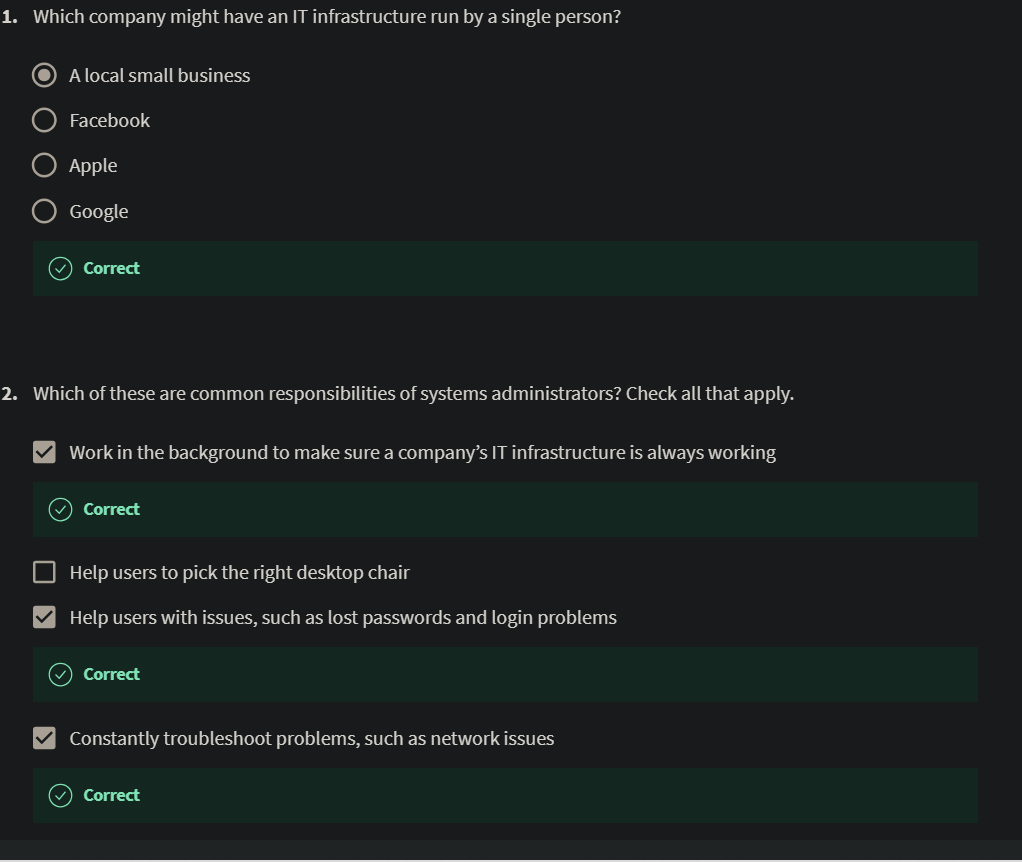 1. Which company might have an IT infrastructure run by a single person?
A local small business
Facebook
Apple
Google
Correct
2. Which of these are common responsibilities of systems administrators? Check all that apply.
Work in the background to make sure a company’s IT infrastructure is always working
Correct
Help users to pick the right desktop chair
Help users with issues, such as lost passwords and login problems
Correct
Constantly troubleshoot problems, such as network issues
Correct